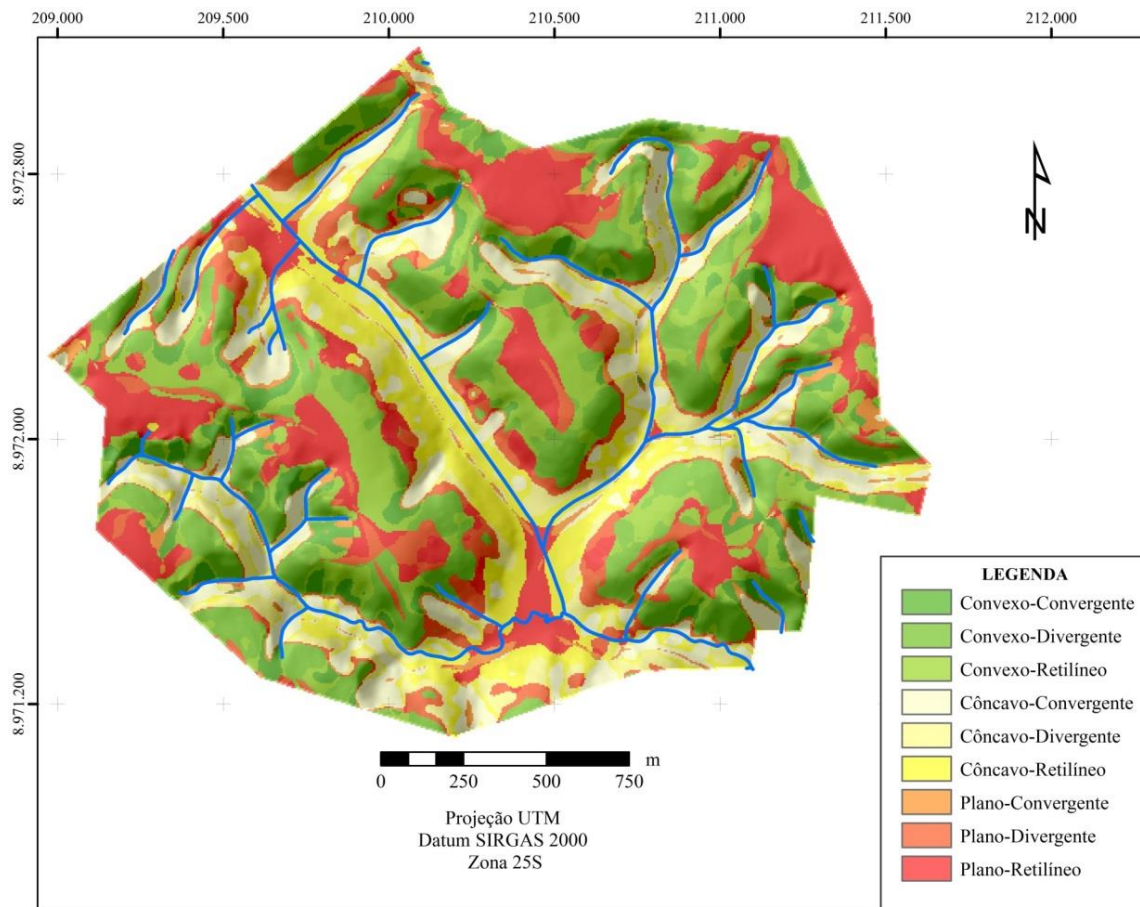 209.000 209.500 210.000 210.500 211.000 211.500 212.000
8.972.800
8.972.000
8.971.200
N
LEGENDA
Convexo-Convergente
Convexo-Divergente
Convexo-Retilíneo
Côncavo-Convergente
Côncavo-Divergente
Côncavo-Retilíneo
Plano-Convergente
Plano-Divergente
Plano-Retilíneo
m
0 250 500 750
Projeção UTM
Datum SIRGAS 2000
Zona 25S